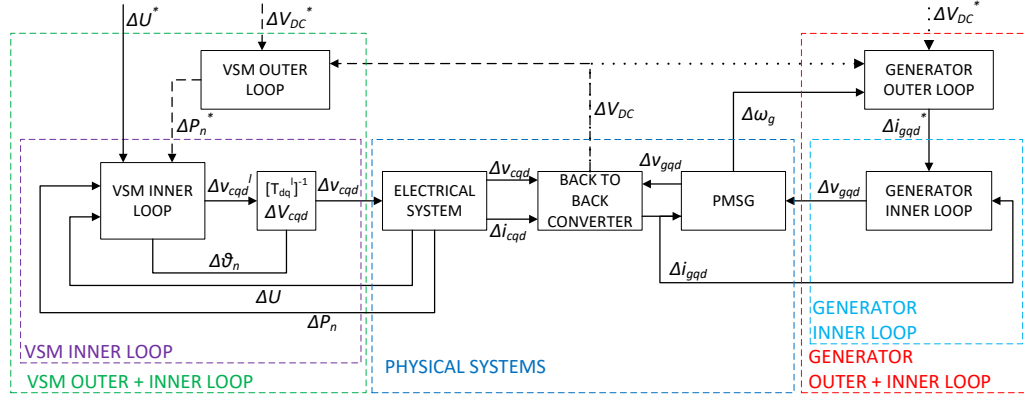 ΔU*
ΔV_DC*
ΔV_DC*
VSM OUTER
LOOP
GENERATOR
OUTER LOOP
ΔP_n*
ΔV_DC
Δω_g
Δi_gqd*
VSM INNER
LOOP
Δv_cqd^l
[T_dq^l]^-1
ΔV_cqd
Δv_cqd
ELECTRICAL
SYSTEM
Δv_cqd
Δi_cqd
BACK TO
BACK
CONVERTER
Δv_gqd
PMSG
Δv_gqd
GENERATOR
INNER LOOP
Δϑ_n
ΔU
ΔP_n
Δi_gqd
VSM INNER LOOP
VSM OUTER + INNER LOOP
PHYSICAL SYSTEMS
GENERATOR
INNER LOOP
GENERATOR
OUTER + INNER LOOP